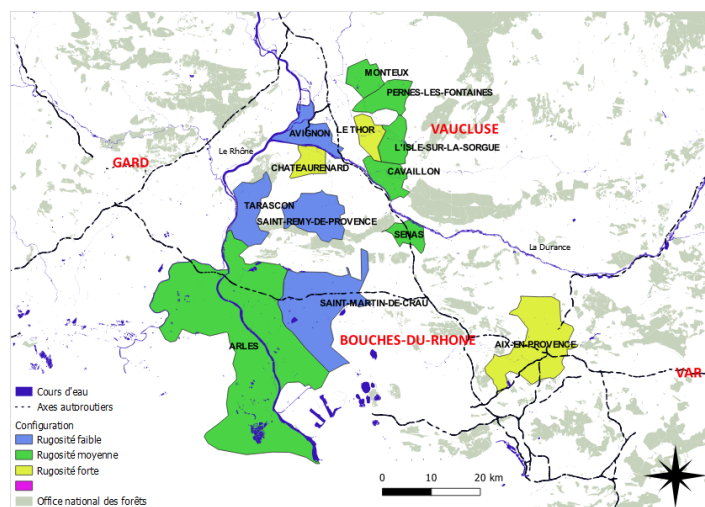 MONTEUX
PERNES-LES-FONTAINES
AVIGNON
LE THOR
VAUCLUSE
L'ISLE-SUR-LA-SORGUE
Le Rhône
GARD
CHATEAURENARD
CAVAILLON
TARASCON
SAINT-REMY-DE-PROVENCE
SENAS
La Durance
SAINT-MARTIN-DE-CRAU
ARLES
BOUCHES-DU-RHONE
AIX-EN-PROVENCE
VAR
Cours d'eau
Axes autoroutiers
Configuration
Rugosité faible
Rugosité moyenne
Rugosité forte
Office national des forêts
0 10 20 km